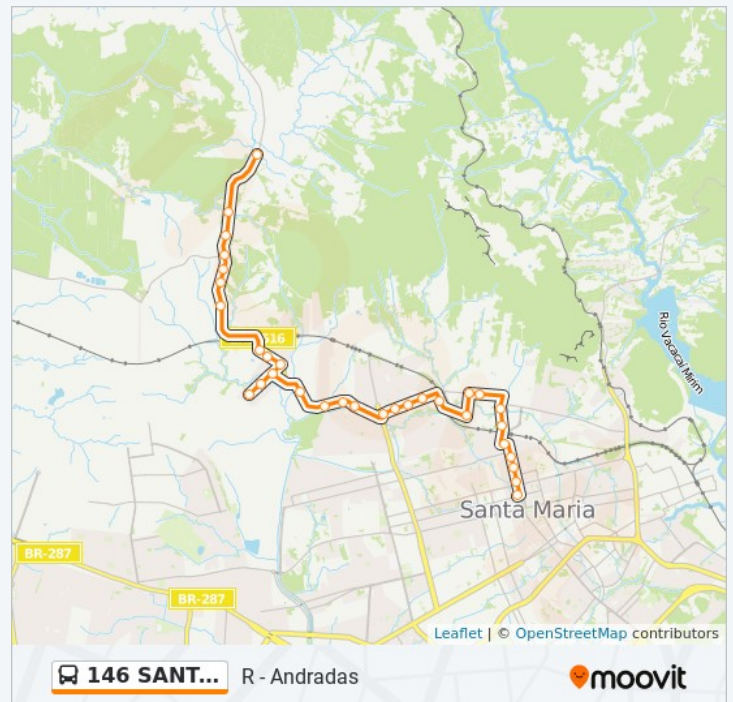 Rio Vacacaí Mirim
516
Santa Maria
BR-287
BR-287
Leaflet | © OpenStreetMap contributors
146 SANT... R - Andradas moovit